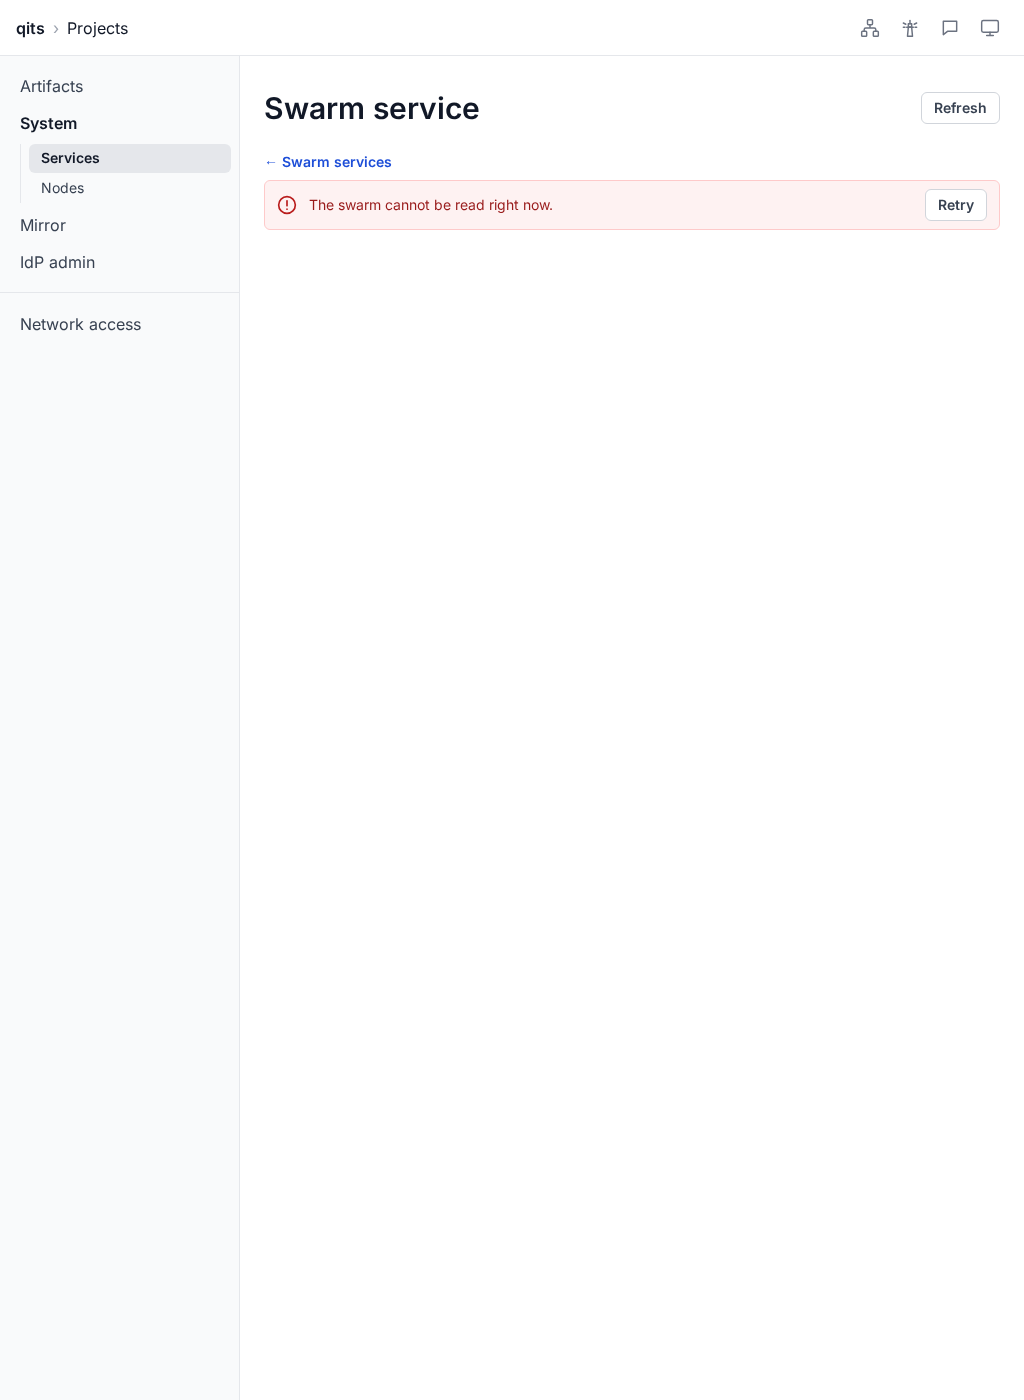 qits › Projects
Artifacts
System
Services
Nodes
Mirror
IdP admin
Network access
Swarm service
Refresh
← Swarm services
The swarm cannot be read right now.
Retry